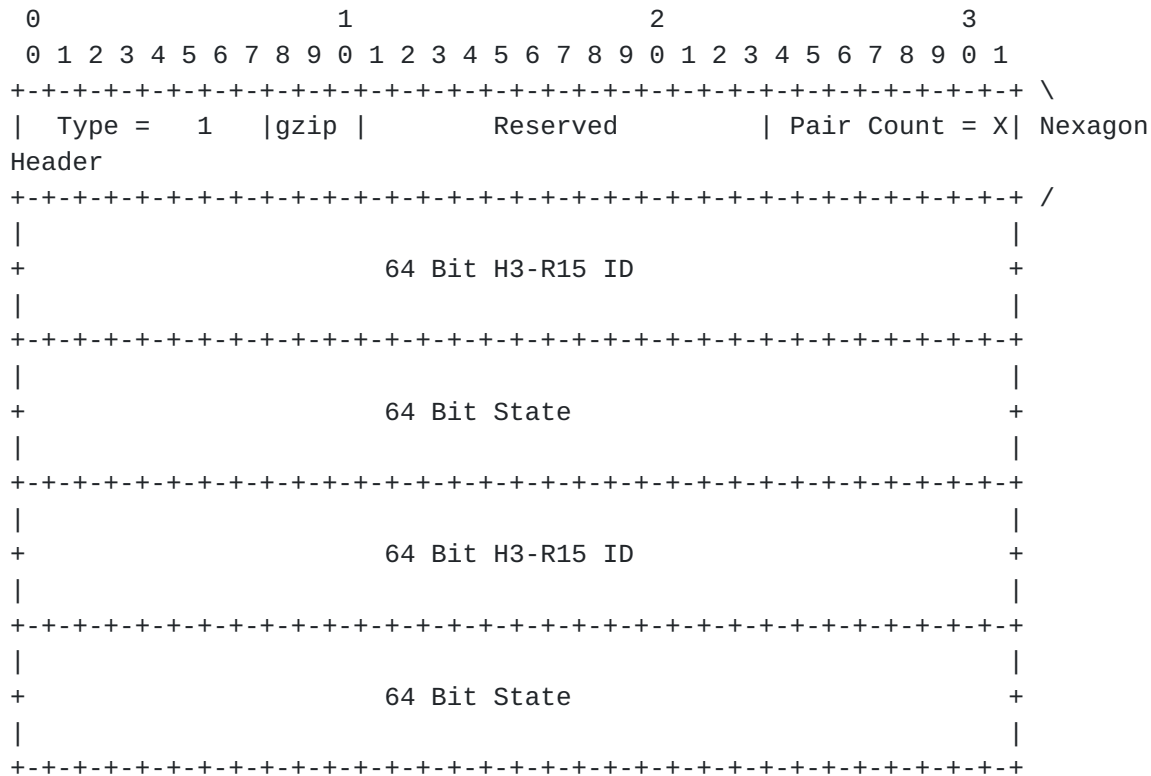 0                   1                   2                   3
 0 1 2 3 4 5 6 7 8 9 0 1 2 3 4 5 6 7 8 9 0 1 2 3 4 5 6 7 8 9 0 1
+-+-+-+-+-+-+-+-+-+-+-+-+-+-+-+-+-+-+-+-+-+-+-+-+-+-+-+-+-+-+-+-+ \
|  Type =   1   |gzip |        Reserved         | Pair Count = X| Nexagon
Header
+-+-+-+-+-+-+-+-+-+-+-+-+-+-+-+-+-+-+-+-+-+-+-+-+-+-+-+-+-+-+-+-+ /
|                                                               |
+                       64 Bit H3-R15 ID                        +
|                                                               |
+-+-+-+-+-+-+-+-+-+-+-+-+-+-+-+-+-+-+-+-+-+-+-+-+-+-+-+-+-+-+-+-+
|                                                               |
+                       64 Bit State                            +
|                                                               |
+-+-+-+-+-+-+-+-+-+-+-+-+-+-+-+-+-+-+-+-+-+-+-+-+-+-+-+-+-+-+-+-+
|                                                               |
+                       64 Bit H3-R15 ID                        +
|                                                               |
+-+-+-+-+-+-+-+-+-+-+-+-+-+-+-+-+-+-+-+-+-+-+-+-+-+-+-+-+-+-+-+-+
|                                                               |
+                       64 Bit State                            +
|                                                               |
+-+-+-+-+-+-+-+-+-+-+-+-+-+-+-+-+-+-+-+-+-+-+-+-+-+-+-+-+-+-+-+-+